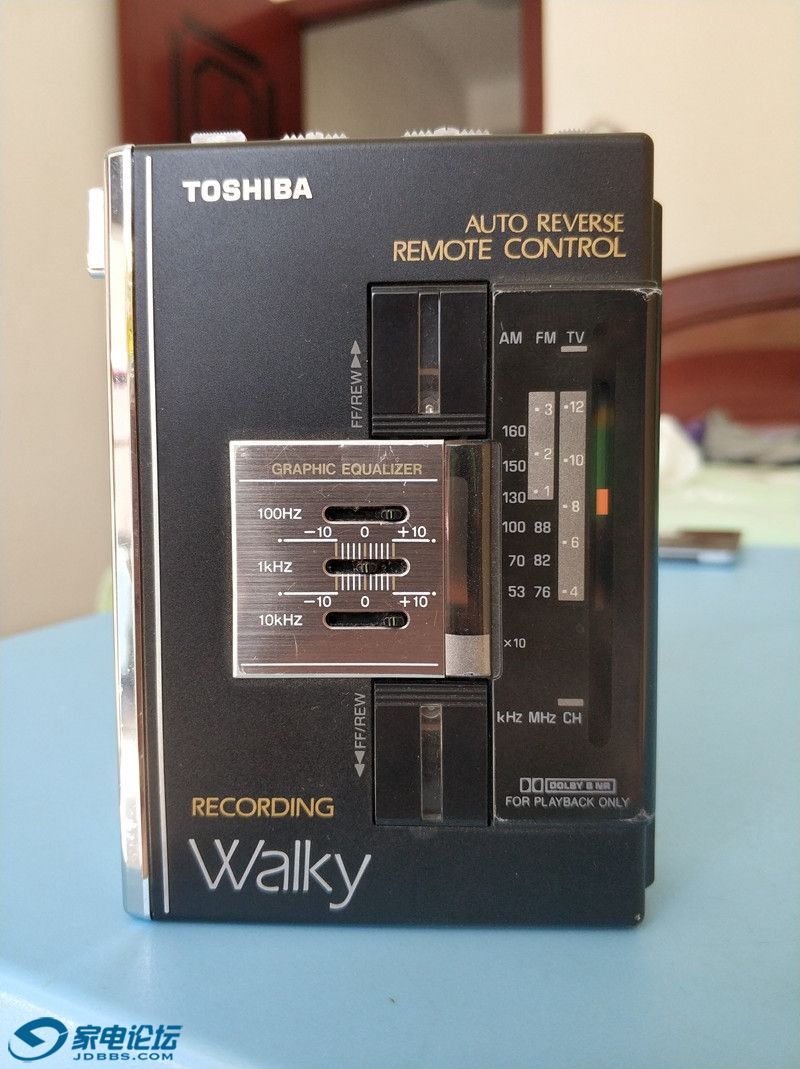 TOSHIBA
AUTO REVERSE
REMOTE CONTROL
FF/REW ▶▶
AM FM TV
3 12
160
2 10
150
130 1
8
100 88
6
70 82
53 76 4
×10
kHz MHz CH
GRAPHIC EQUALIZER
100Hz
−10 0 +10
1kHz
−10 0 +10
10kHz
◀◀ FF/REW
DOLBY B NR
FOR PLAYBACK ONLY
RECORDING
Walky
家电论坛
JDBBS.COM